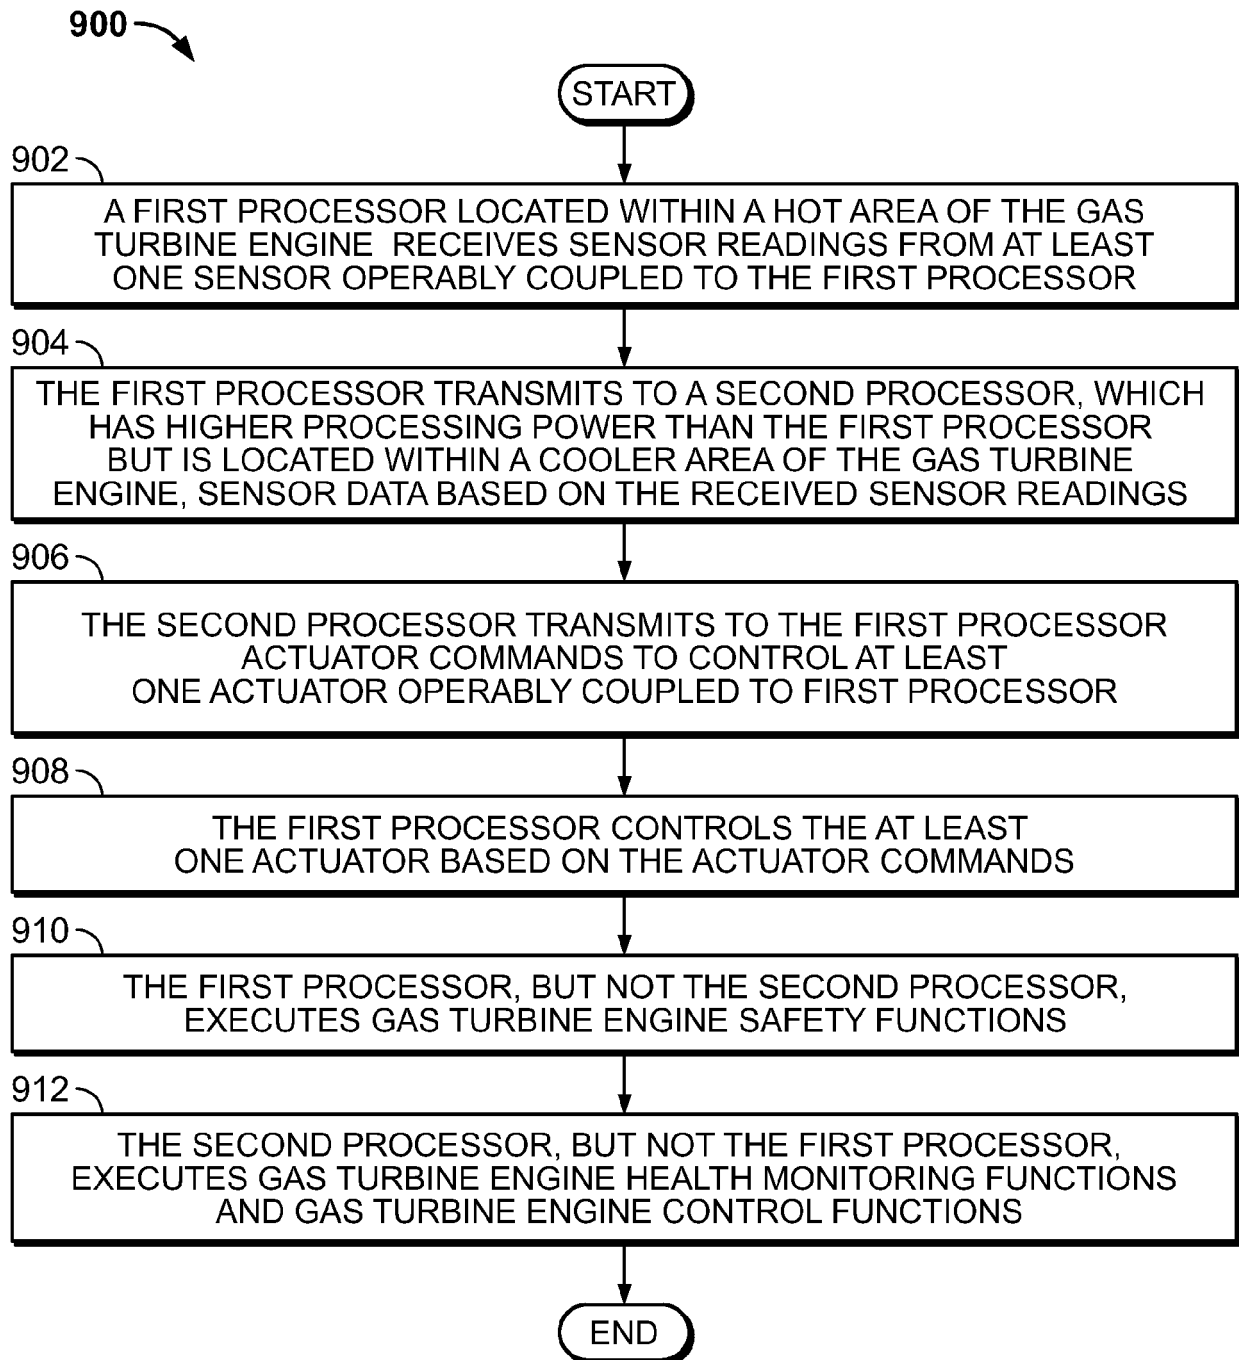 900
START
902
A FIRST PROCESSOR LOCATED WITHIN A HOT AREA OF THE GAS
TURBINE ENGINE RECEIVES SENSOR READINGS FROM AT LEAST
ONE SENSOR OPERABLY COUPLED TO THE FIRST PROCESSOR
904
THE FIRST PROCESSOR TRANSMITS TO A SECOND PROCESSOR, WHICH
HAS HIGHER PROCESSING POWER THAN THE FIRST PROCESSOR
BUT IS LOCATED WITHIN A COOLER AREA OF THE GAS TURBINE
ENGINE, SENSOR DATA BASED ON THE RECEIVED SENSOR READINGS
906
THE SECOND PROCESSOR TRANSMITS TO THE FIRST PROCESSOR
ACTUATOR COMMANDS TO CONTROL AT LEAST
ONE ACTUATOR OPERABLY COUPLED TO FIRST PROCESSOR
908
THE FIRST PROCESSOR CONTROLS THE AT LEAST
ONE ACTUATOR BASED ON THE ACTUATOR COMMANDS
910
THE FIRST PROCESSOR, BUT NOT THE SECOND PROCESSOR,
EXECUTES GAS TURBINE ENGINE SAFETY FUNCTIONS
912
THE SECOND PROCESSOR, BUT NOT THE FIRST PROCESSOR,
EXECUTES GAS TURBINE ENGINE HEALTH MONITORING FUNCTIONS
AND GAS TURBINE ENGINE CONTROL FUNCTIONS
END